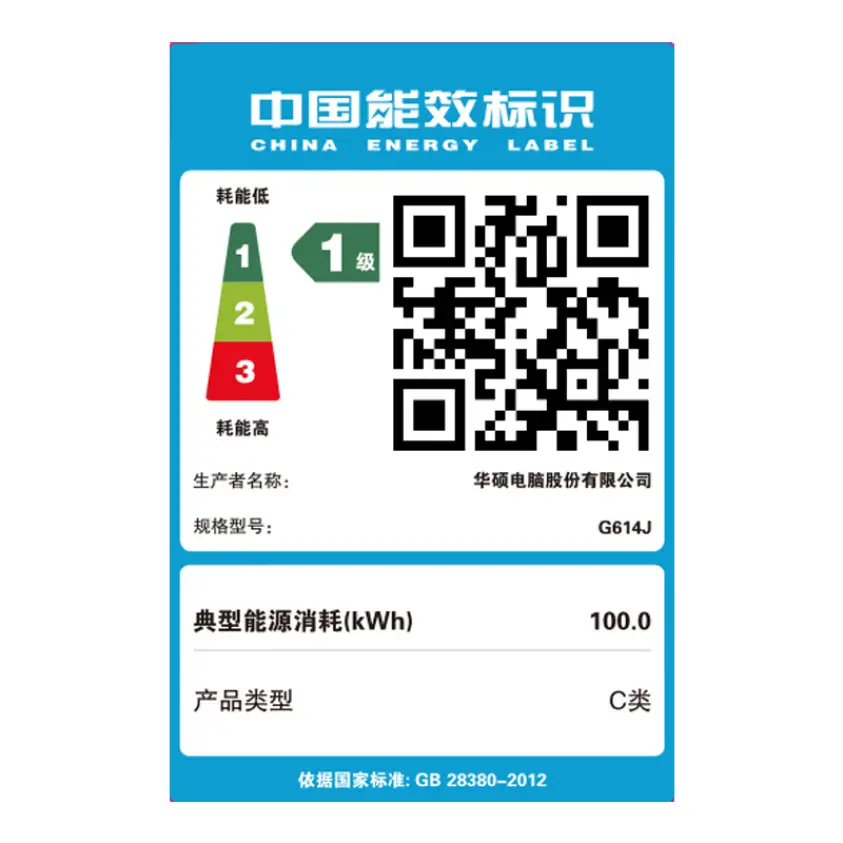 中国能效标识
CHINA ENERGY LABEL
耗能低
1
1级
2
3
耗能高
生产者名称：
华硕电脑股份有限公司
规格型号：
G614J
典型能源消耗(kWh)
100.0
产品类型
C类
依据国家标准: GB 28380-2012